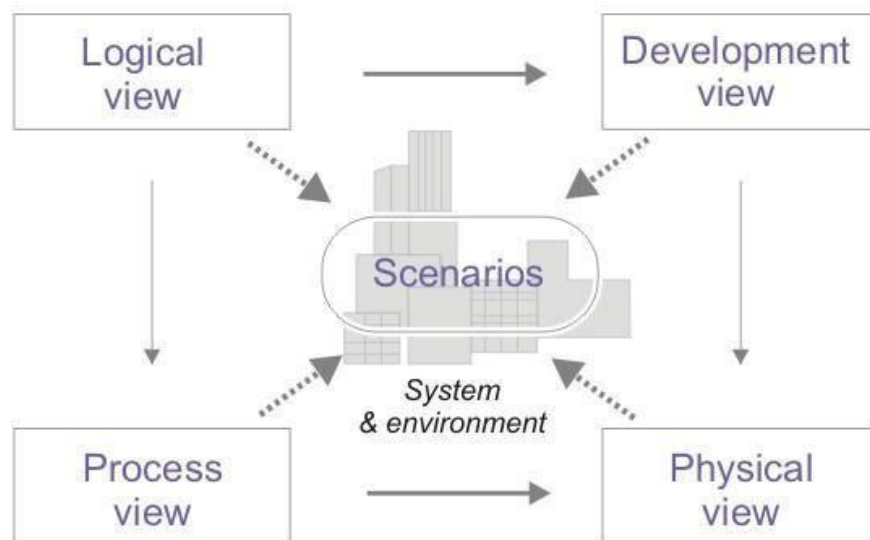 Logical
view
Development
view
Scenarios
System
& environment
Process
view
Physical
view